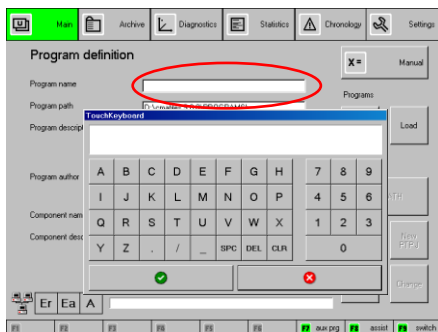 Main Archive Diagnostics Statistics Chronology Settings
Program definition
X= Manual
Program name
Programs
Program path
Load
TouchKeyboard
Program descript
A B C D E F G H 7 8 9
Program author
I J K L M N O P 4 5 6
Q R S T U V W X 1 2 3
Component nam
Component desc
Y Z . / _ SPC DEL CLR 0
New
Change
Er Ea A
F1 F2 F3 F4 F5 F6 F7 aux prg F8 assist F9 switch